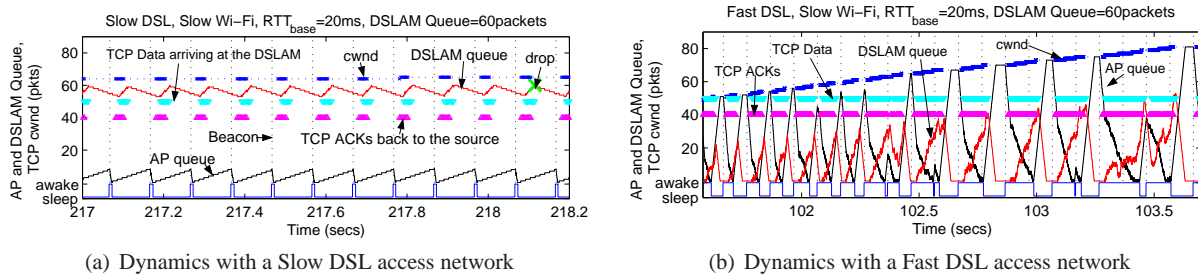 Slow DSL, Slow Wi-Fi, RTTbase=20ms, DSLAM Queue=60packets
AP and DSLAM Queue,
TCP cwnd (pkts)
80
60
40
20
awake
sleep
TCP Data arriving at the DSLAM
cwnd
DSLAM queue
drop
Beacon
TCP ACKs back to the source
AP queue
217
217.2
217.4
217.6
217.8
218
218.2
Time (secs)
(a) Dynamics with a Slow DSL access network
Fast DSL, Slow Wi-Fi, RTTbase=20ms, DSLAM Queue=60packets
AP and DSLAM Queue,
TCP cwnd (pkts)
80
60
40
20
awake
sleep
TCP Data
DSLAM queue
cwnd
TCP ACKs
AP queue
102
102.5
103
103.5
Time (secs)
(b) Dynamics with a Fast DSL access network